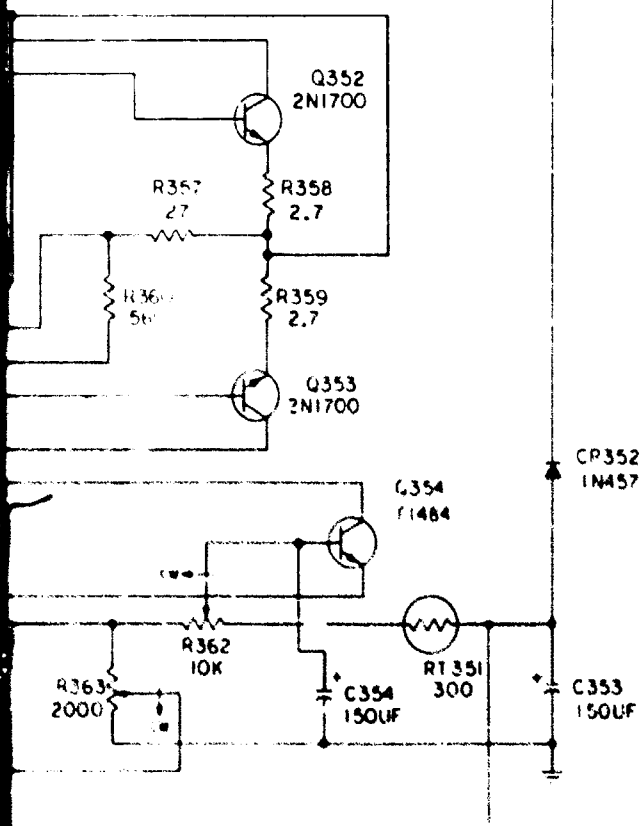 Q352
2N1700
R357
27
R358
2.7
R359
2.7
Q353
2N1700
CR352
1N457
R362
10K
RT351
300
R363
2000
C354
150UF
C353
150UF